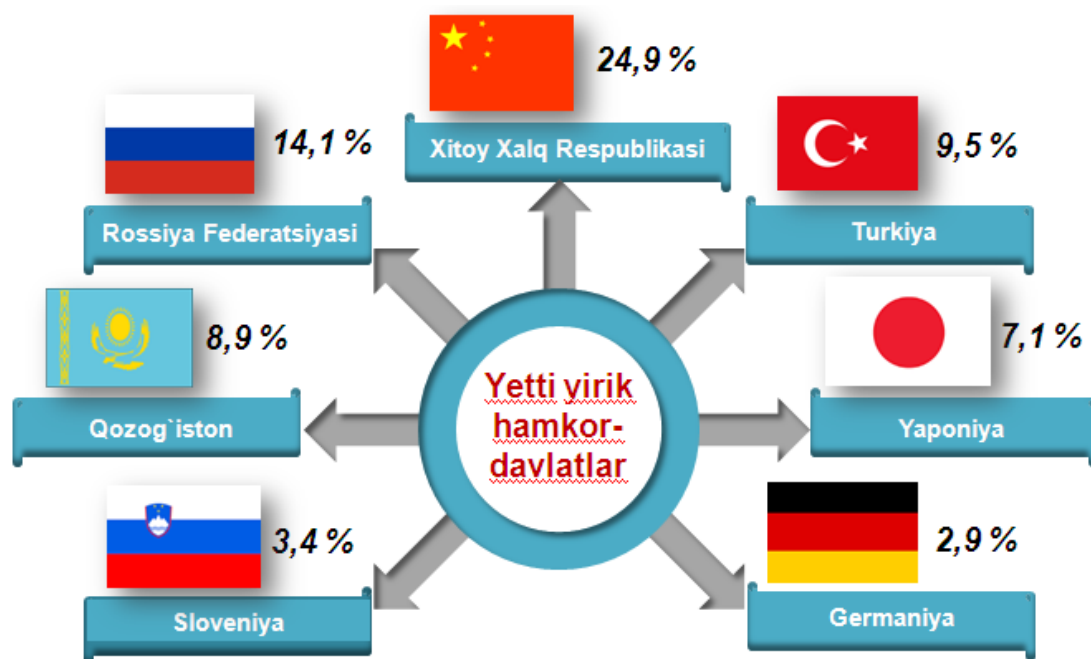 24,9 %
Xitoy Xalq Respublikasi
14,1 %
Rossiya Federatsiyasi
9,5 %
Turkiya
8,9 %
Qozog`iston
7,1 %
Yaponiya
Yetti yirik
hamkor-
davlatlar
3,4 %
Sloveniya
2,9 %
Germaniya